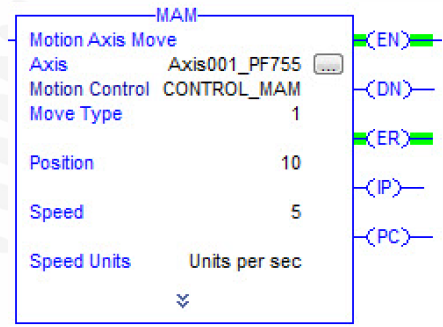 MAM
Motion Axis Move
(EN)
Axis Axis001_PF755 ...
Motion Control CONTROL_MAM
(DN)
Move Type 1
(ER)
Position 10
(IP)
Speed 5
(PC)
Speed Units Units per sec